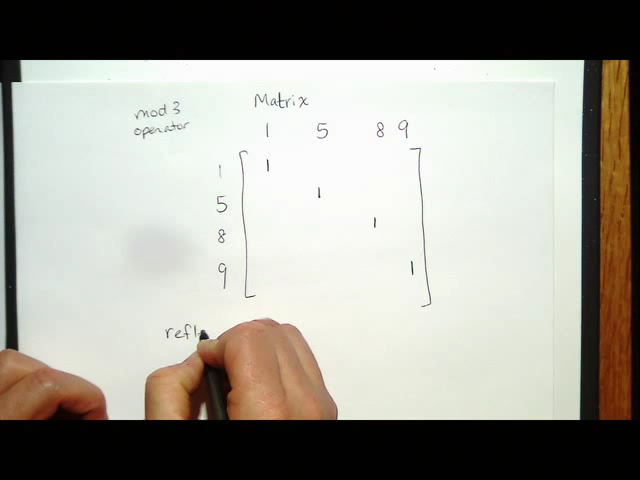 mod 3 Matrix
operator
1 5 8 9
1 1
5 1
8 1
9 1
refl